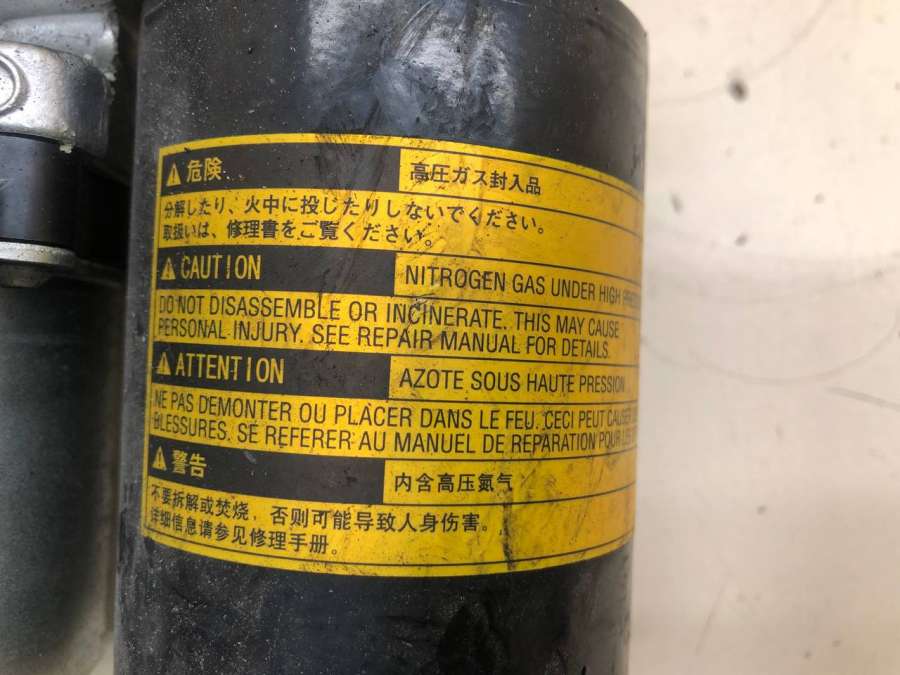 危険
高圧ガス封入品
分解したり、火中に投じたりしないでください。
取扱いは、修理書をご覧ください。
CAUTION
NITROGEN GAS UNDER HIGH
DO NOT DISASSEMBLE OR INCINERATE. THIS MAY CAUSE
PERSONAL INJURY. SEE REPAIR MANUAL FOR DETAILS.
ATTENTION
AZOTE SOUS HAUTE PRESSION
NE PAS DEMONTER OU PLACER DANS LE FEU. CECI PEUT CAUSER
BLESSURES. SE REFERER AU MANUEL DE REPARATION POUR
警告
内含高压氮气
不要拆解或焚烧，否则可能导致人身伤害。
详细信息请参见修理手册。